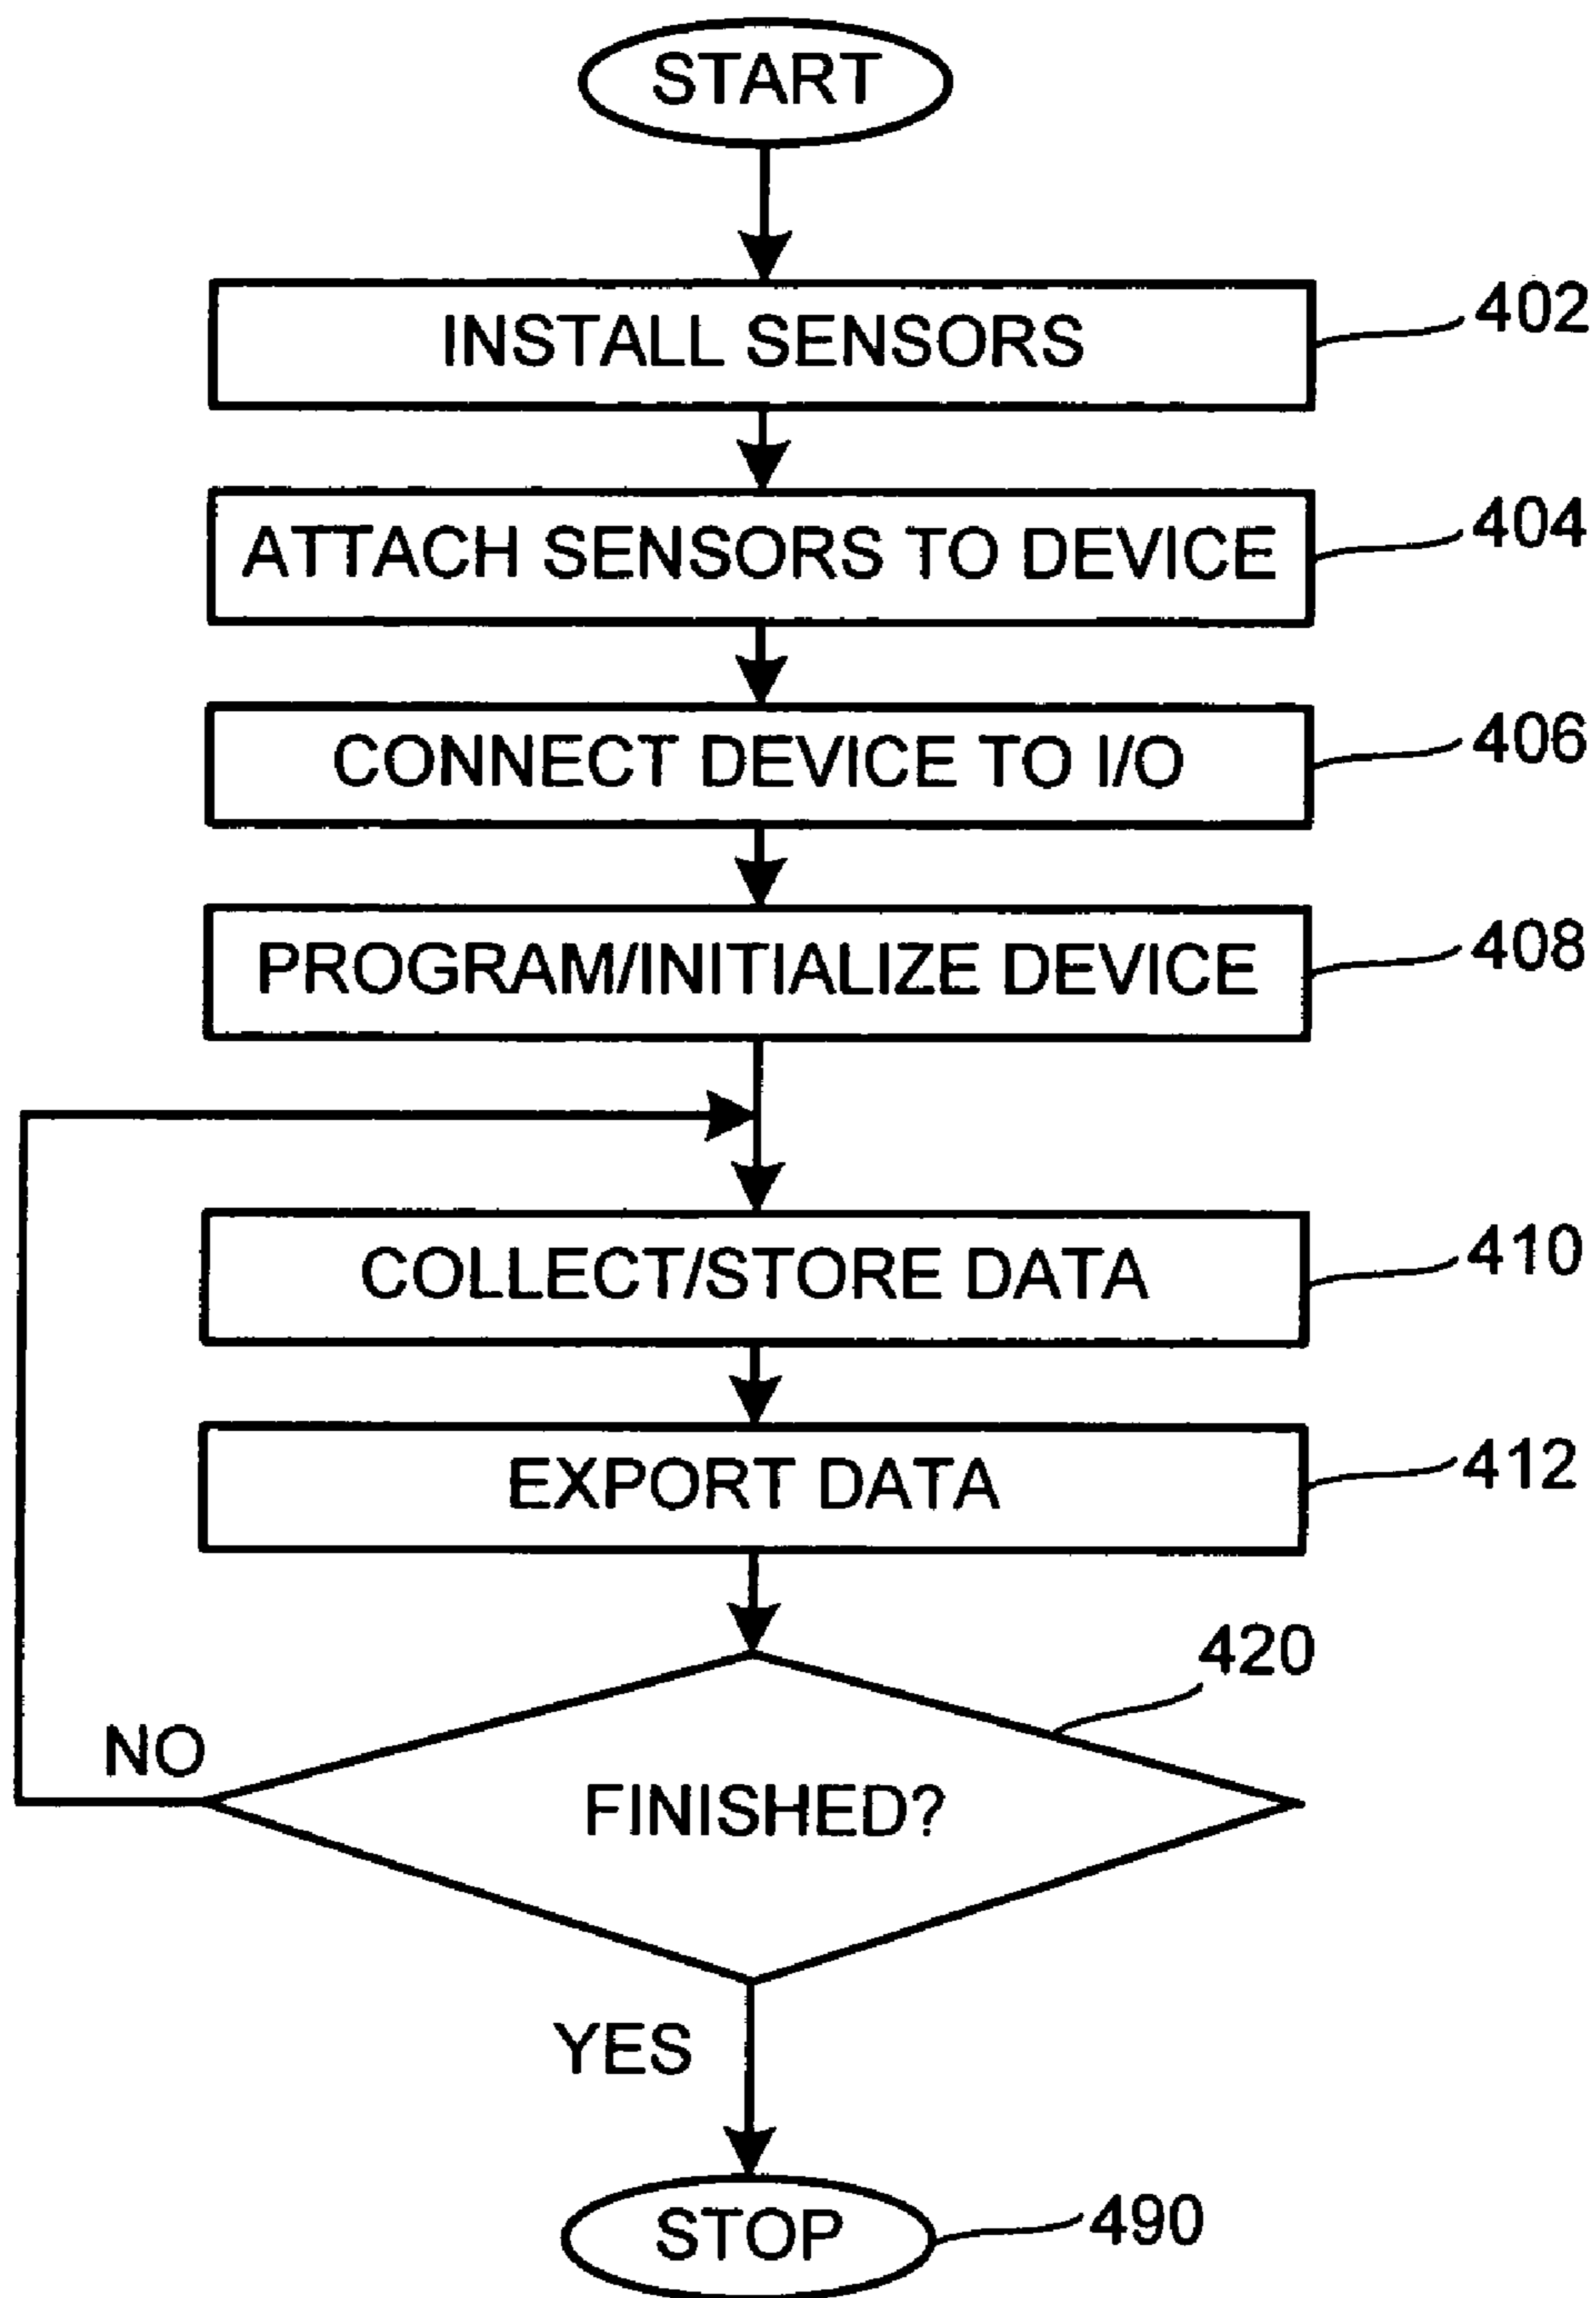 START
INSTALL SENSORS
402
ATTACH SENSORS TO DEVICE
404
CONNECT DEVICE TO I/O
406
PROGRAM/INITIALIZE DEVICE
408
COLLECT/STORE DATA
410
EXPORT DATA
412
420
NO
FINISHED?
YES
STOP
490